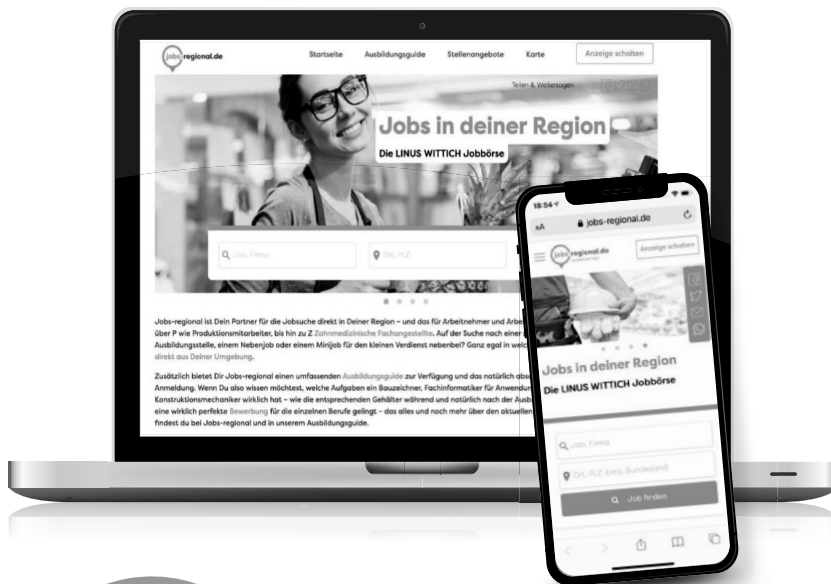 jobs-regional.de
Startseite Ausbildungsguide Stellenangebote Karte Anzeige schalten
Teilen & Weitersagen
Jobs in deiner Region
Die LINUS WITTICH Jobbörse
Job, Firma
Ort, PLZ
Jobs-regional ist Dein Partner für die Jobsuche direkt in Deiner Region – und das für Arbeitnehmer und
über P wie Produktionsmitarbeiter, bis hin zu Z Zahnmedizinische Fachangestellte. Auf der Suche nach einer
Ausbildungsstelle, einem Nebenjob oder einem Minijob für den kleinen Verdienst nebenbei? Ganz egal in
direkt aus Deiner Umgebung.
Zusätzlich bietet Dir Jobs-regional einen umfassenden Ausbildungsguide zur Verfügung und das natürlich
Anmeldung. Wenn Du also wissen möchtest, welche Aufgaben ein Bauzeichner, Fachinformatiker für
Konstruktionsmechaniker wirklich hat – wie die entsprechenden Gehälter während und natürlich nach der
eine wirklich perfekte Bewerbung für die einzelnen Berufe gelingt – das alles und noch mehr über den aktuellen
findest du bei Jobs-regional und in unserem Ausbildungsguide.
18:54
AA jobs-regional.de
jobs-regional.de Anzeige schalten
Jobs in deiner Region
Die LINUS WITTICH Jobbörse
Job, Firma
Ort, PLZ, Kreis, Bundesland
Job finden